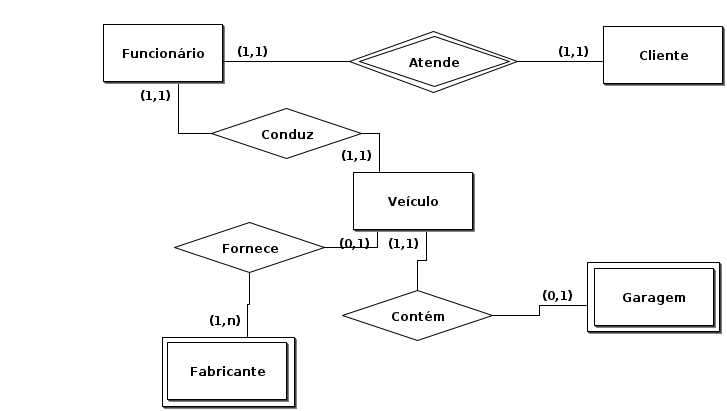 Funcionário
(1,1)
Atende
(1,1)
Cliente
(1,1)
Conduz
(1,1)
Veículo
Fornece
(0,1)
(1,1)
(1,n)
Contém
(0,1)
Garagem
Fabricante